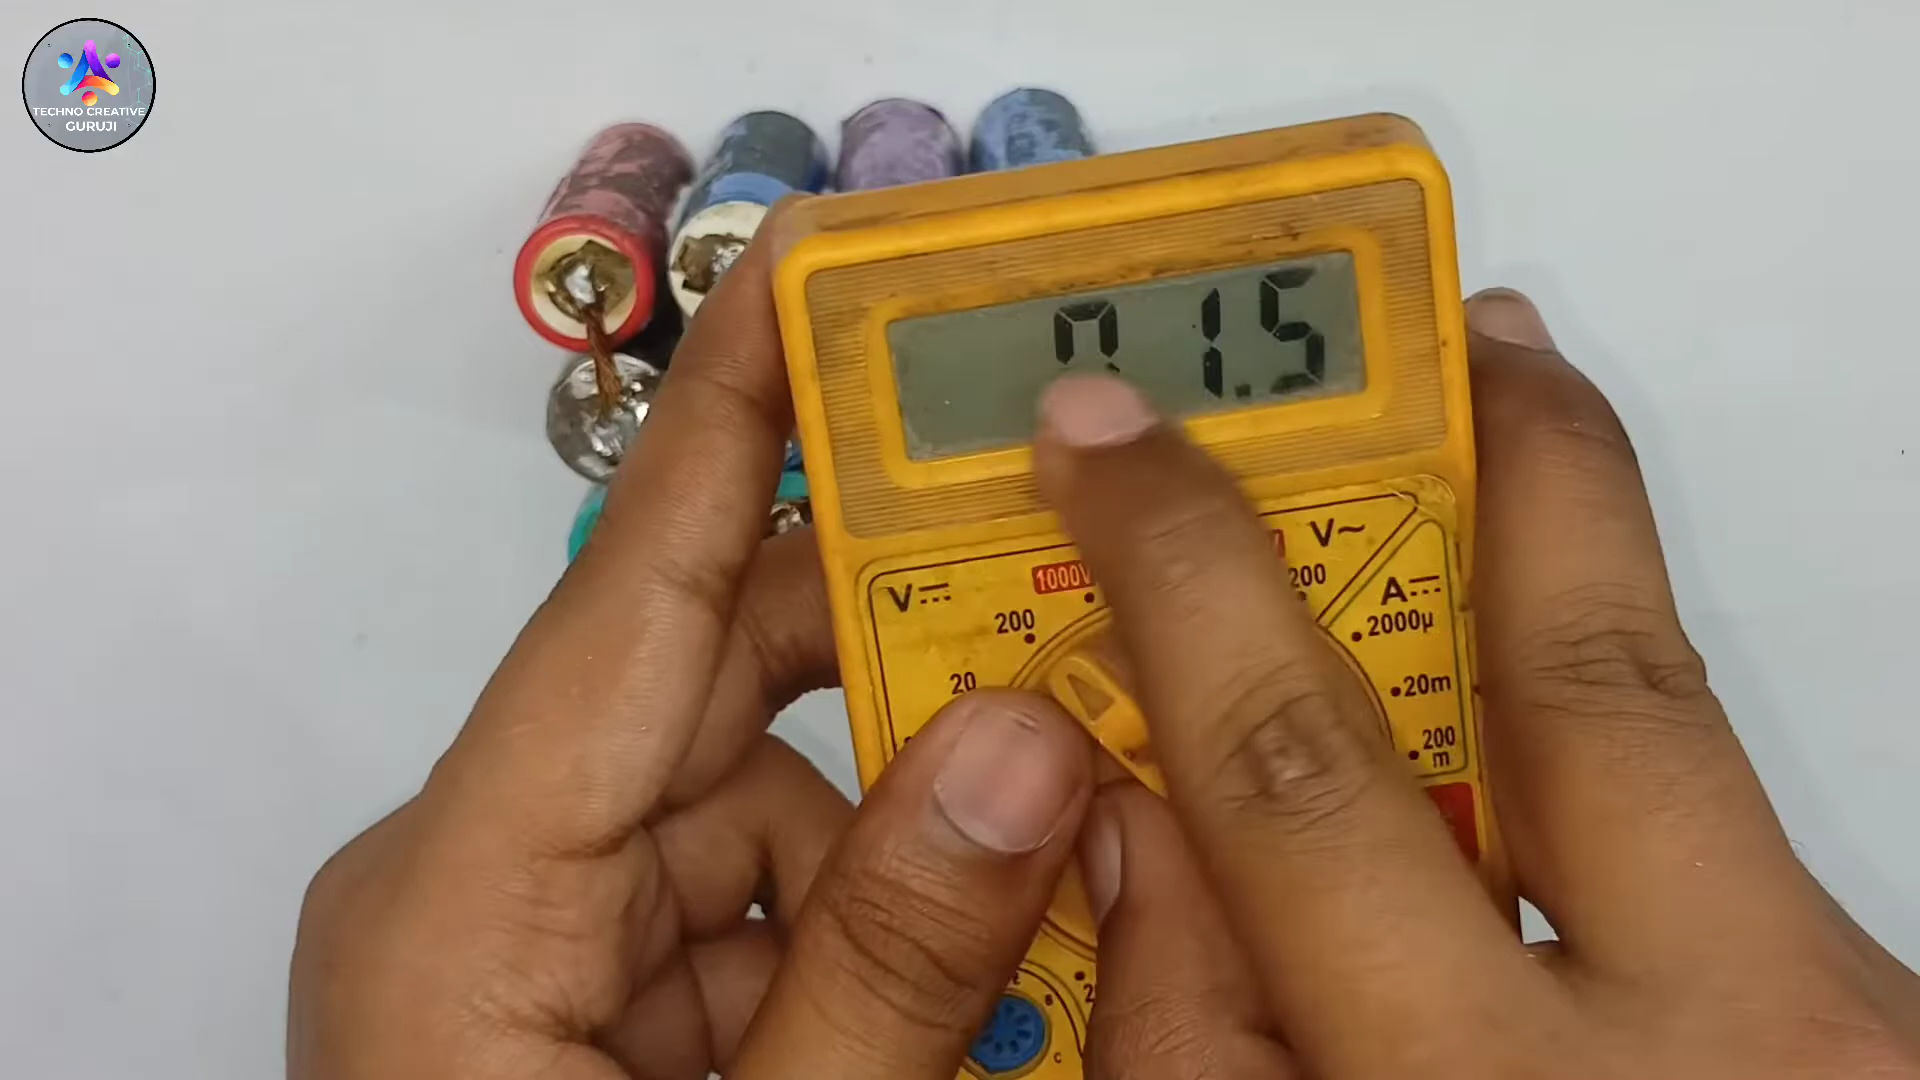 TECHNO CREATIVE
GURUJI
1.5
V⎓
1000V
V~
200
200
20
A⎓
2000µ
20m
200
m
B
C